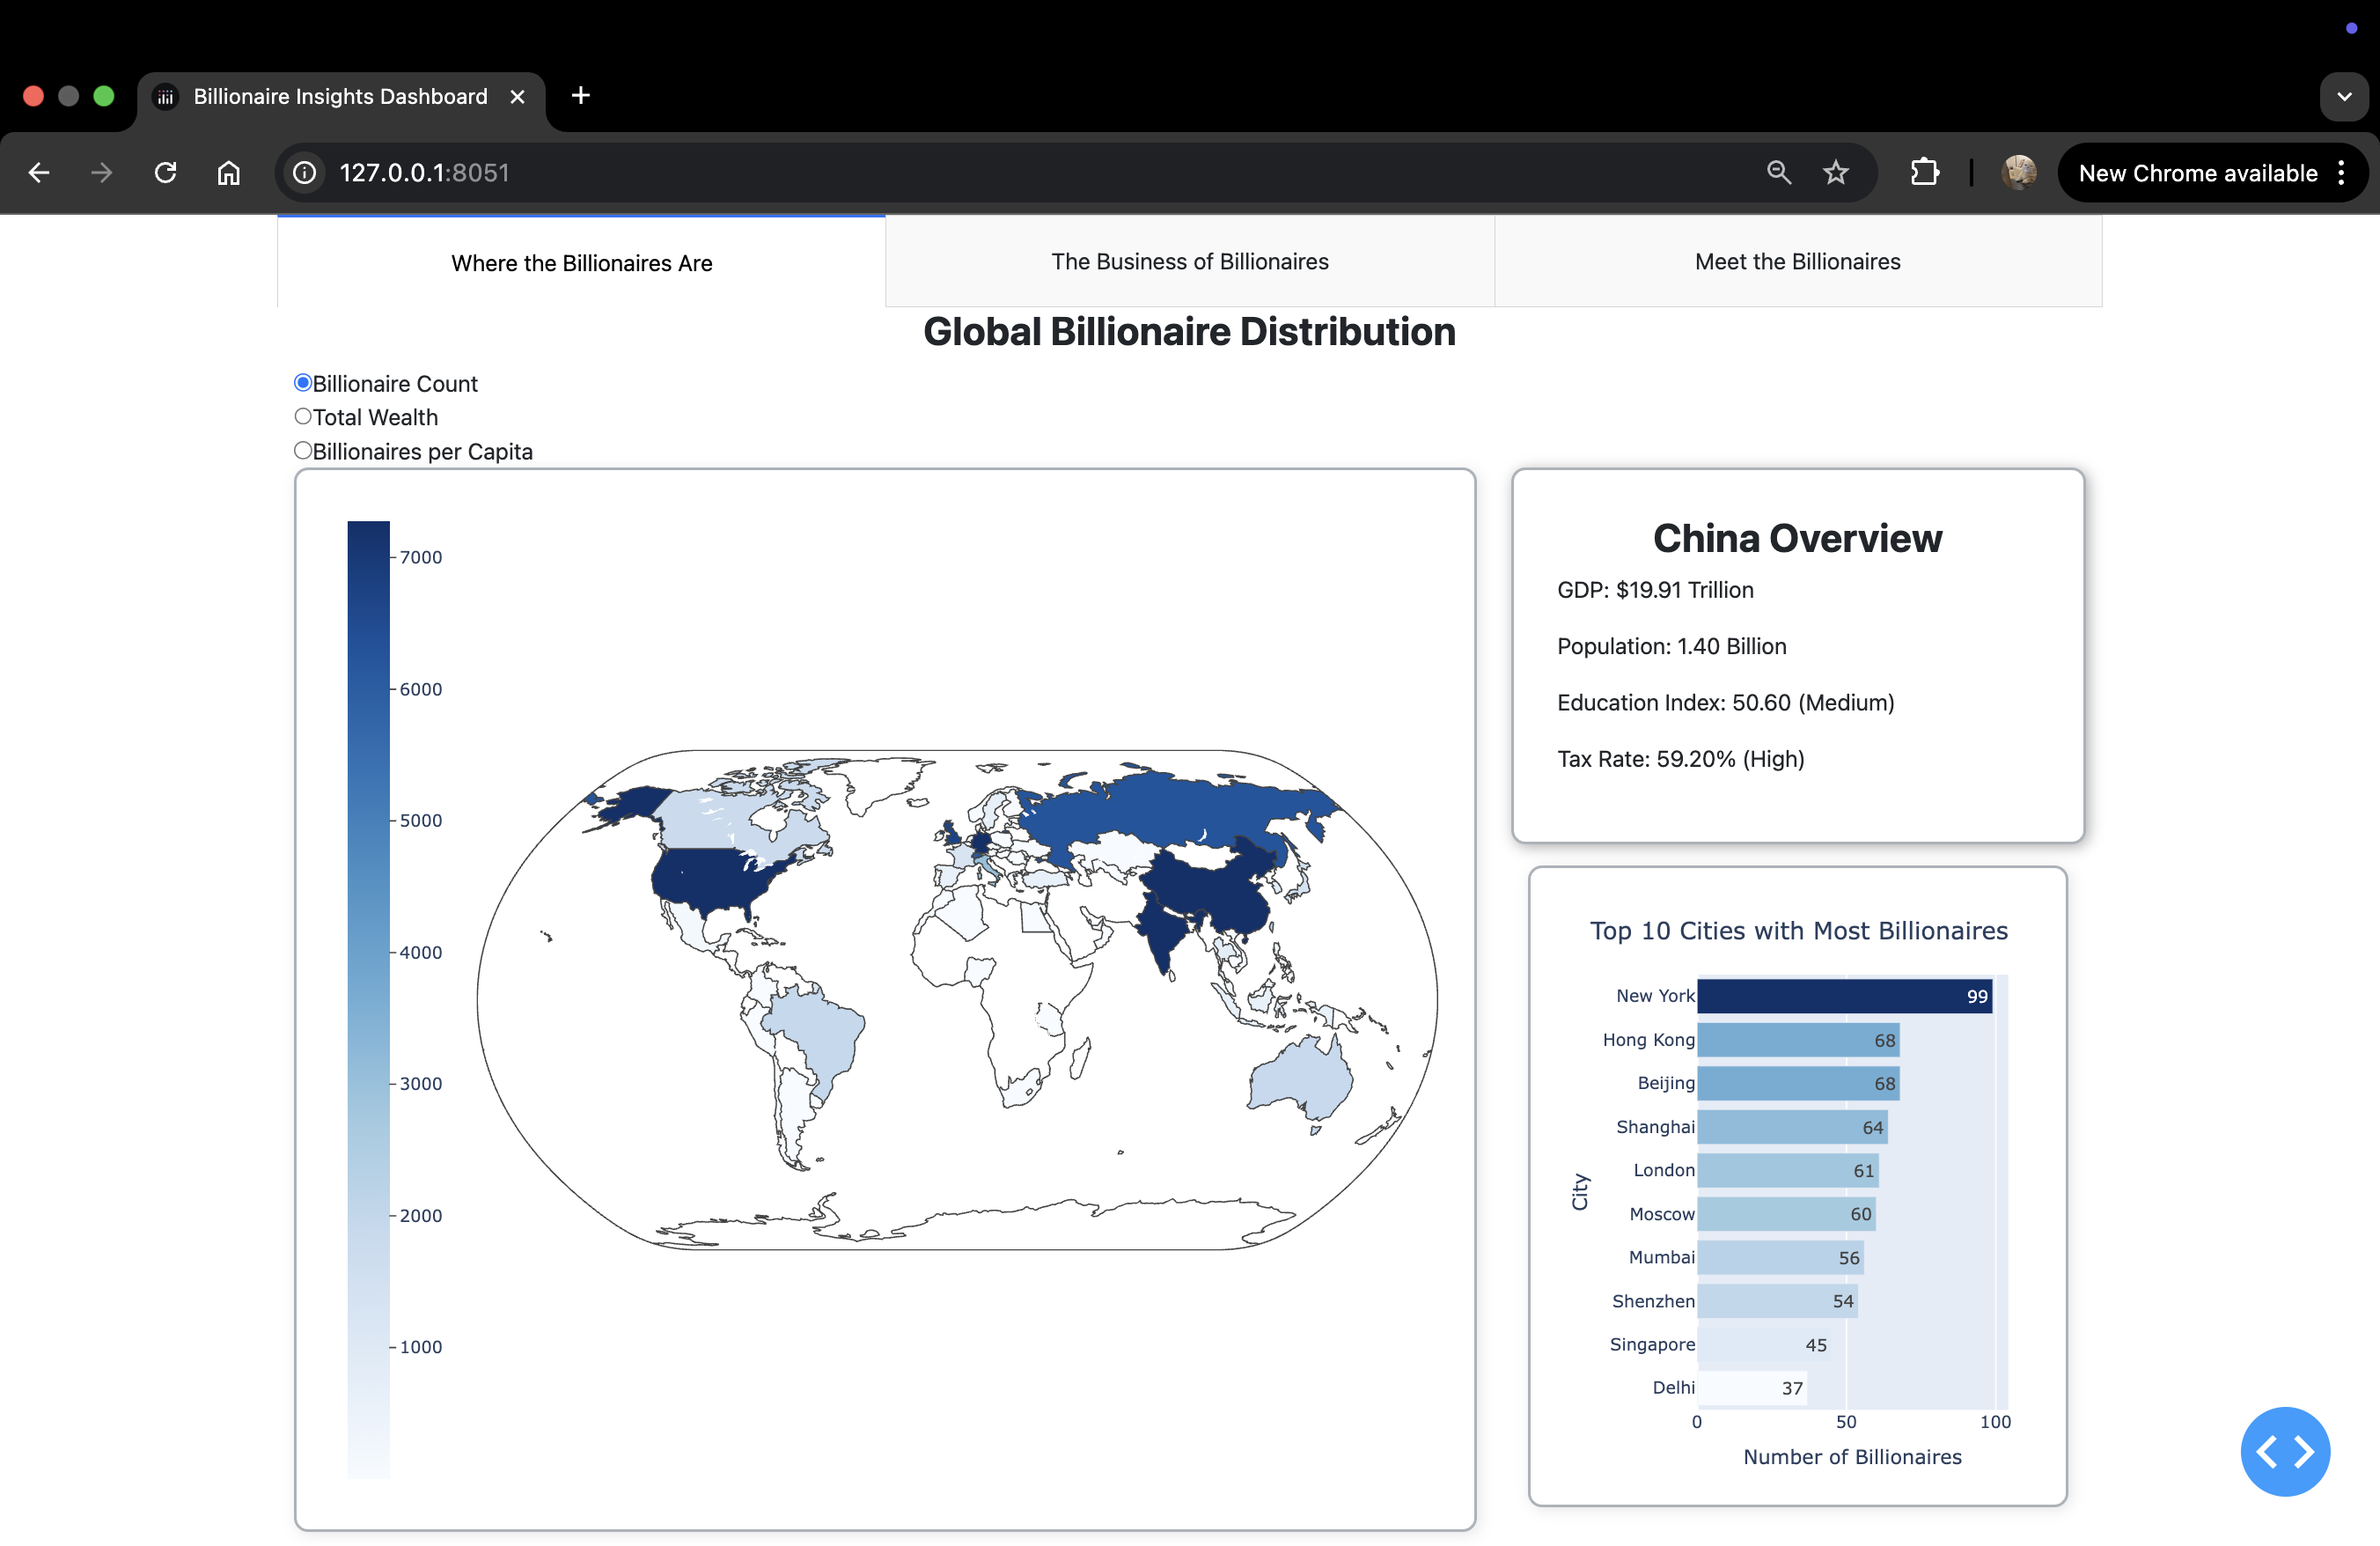 Billionaire Insights Dashboard
127.0.0.1:8051
New Chrome available
Where the Billionaires Are
The Business of Billionaires
Meet the Billionaires
Global Billionaire Distribution
Billionaire Count
Total Wealth
Billionaires per Capita
7000
6000
5000
4000
3000
2000
1000
China Overview
GDP: $19.91 Trillion
Population: 1.40 Billion
Education Index: 50.60 (Medium)
Tax Rate: 59.20% (High)
Top 10 Cities with Most Billionaires
City
New York 99
Hong Kong 68
Beijing 68
Shanghai 64
London 61
Moscow 60
Mumbai 56
Shenzhen 54
Singapore 45
Delhi 37
0 50 100
Number of Billionaires